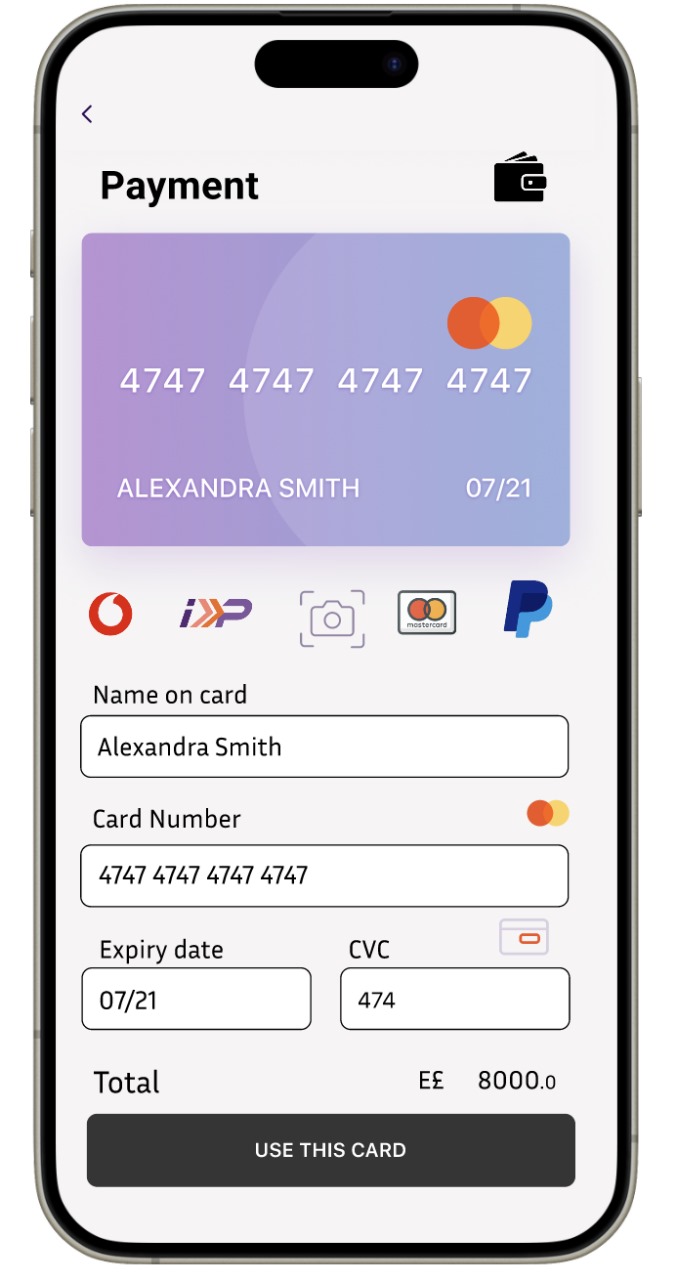 Payment
4747 4747 4747 4747
ALEXANDRA SMITH 07/21
iP mastercard P
Name on card
Alexandra Smith
Card Number
4747 4747 4747 4747
Expiry date CVC
07/21 474
Total E£ 8000.0
USE THIS CARD